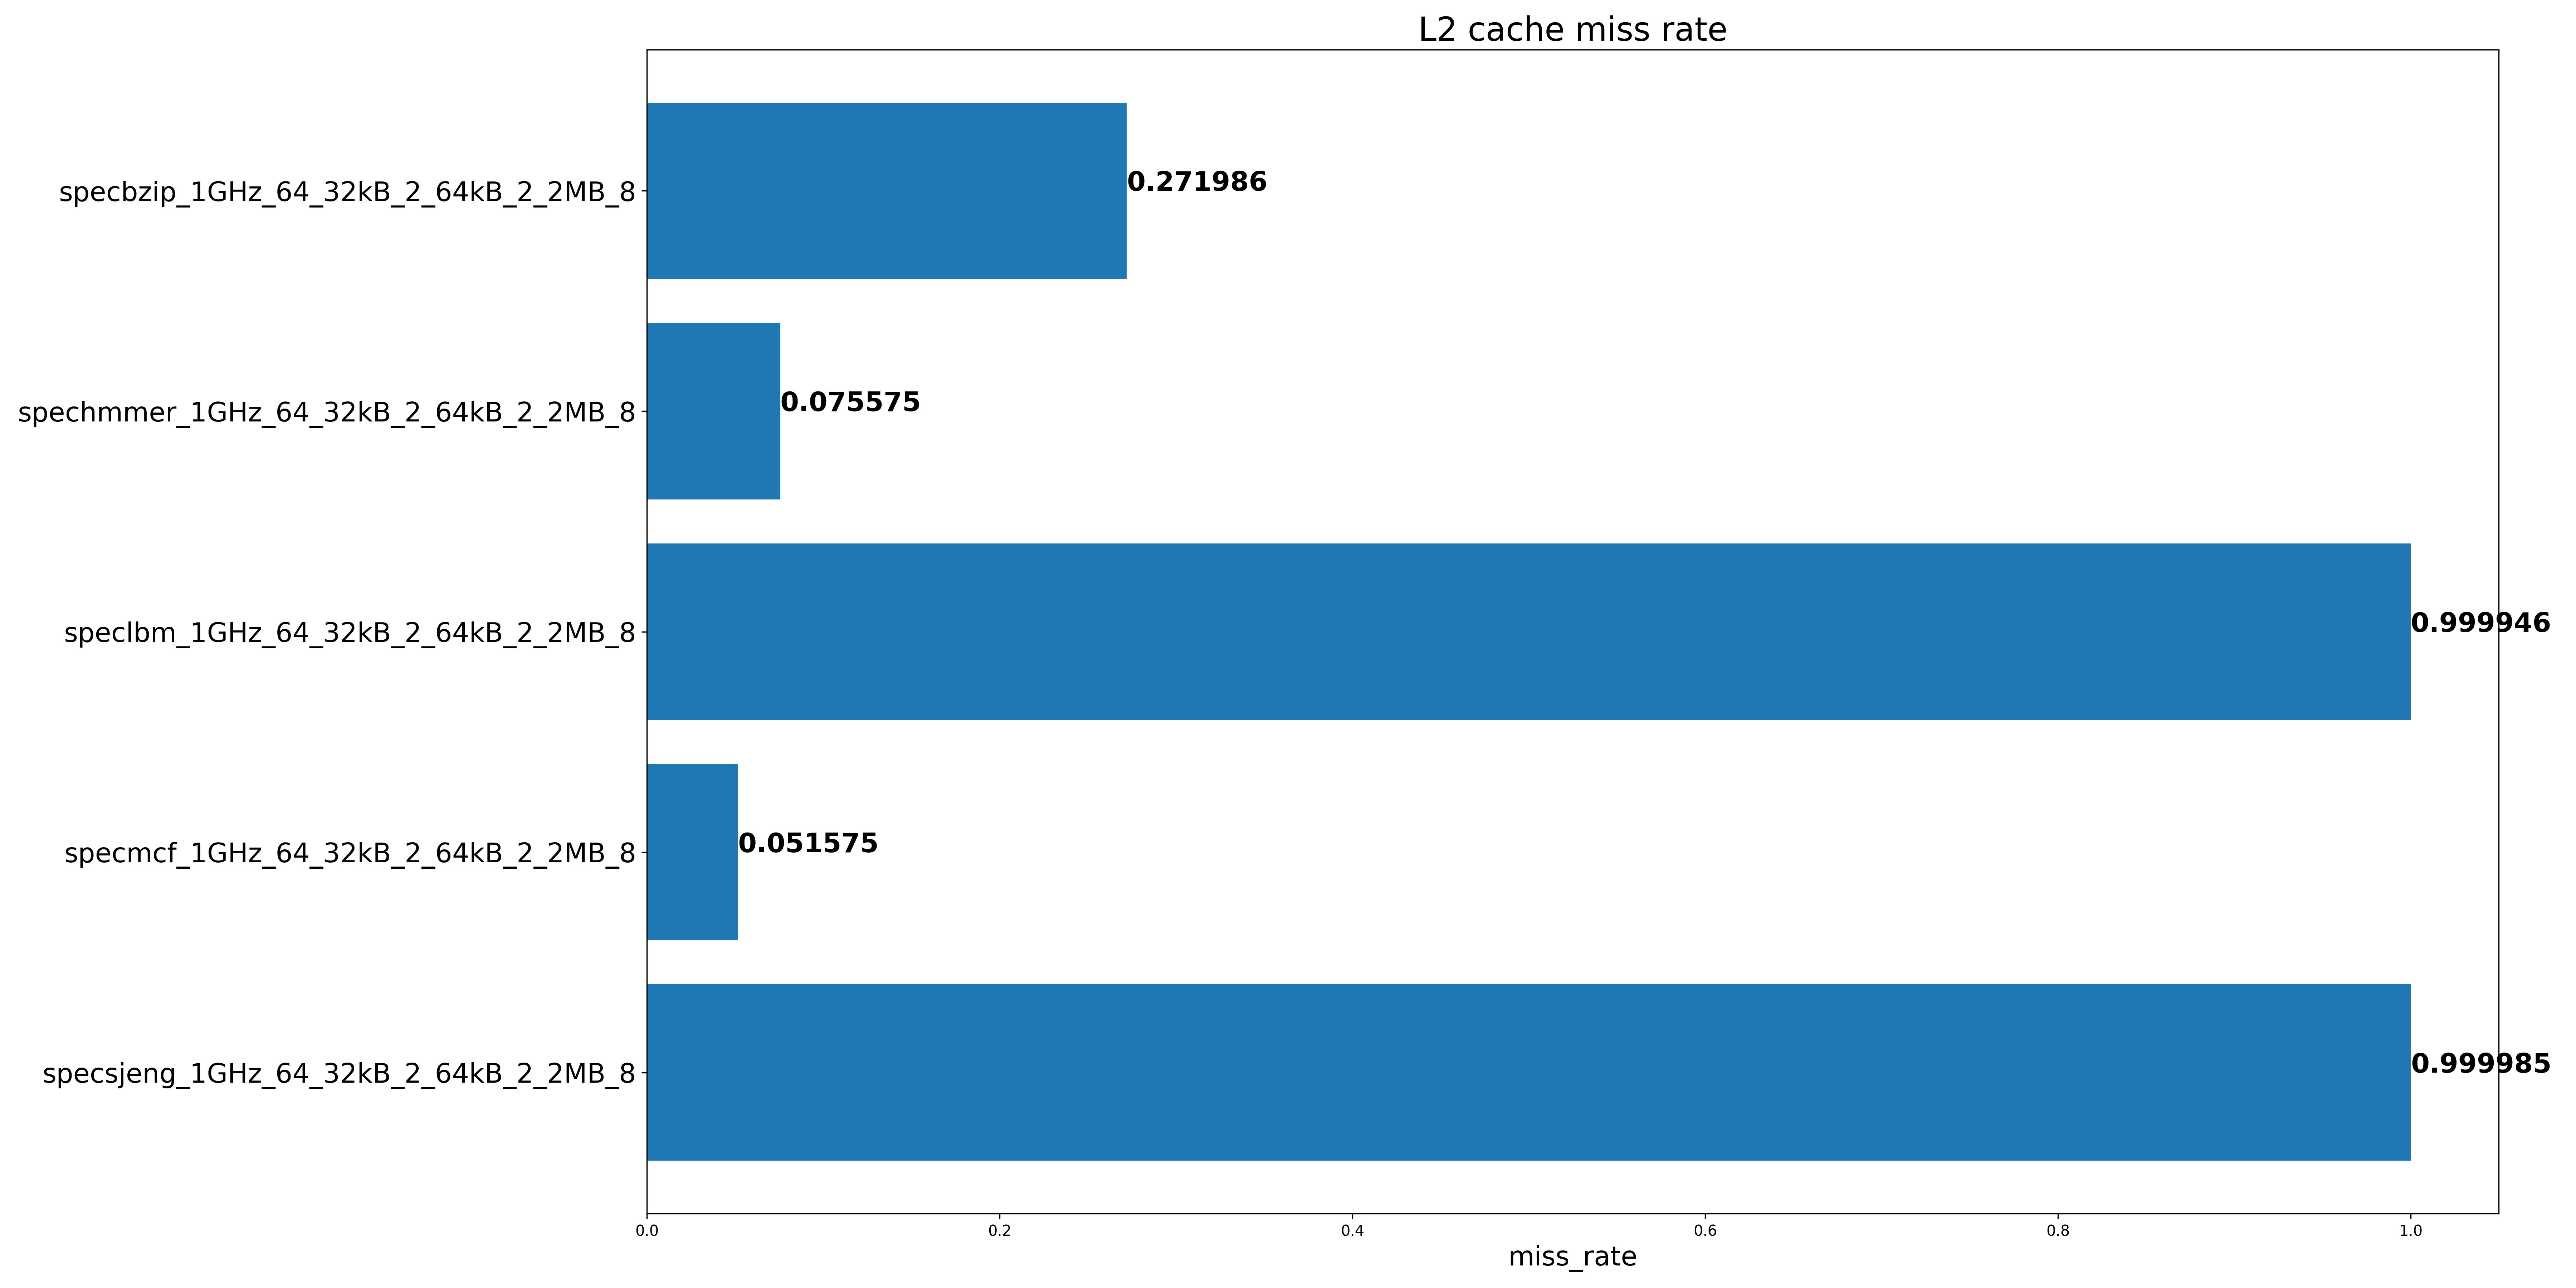 L2 cache miss rate
specbzip_1GHz_64_32kB_2_64kB_2_2MB_8
0.271986
spechmmer_1GHz_64_32kB_2_64kB_2_2MB_8
0.075575
speclbm_1GHz_64_32kB_2_64kB_2_2MB_8
0.999946
specmcf_1GHz_64_32kB_2_64kB_2_2MB_8
0.051575
specsjeng_1GHz_64_32kB_2_64kB_2_2MB_8
0.999985
0.0 0.2 0.4 0.6 0.8 1.0
miss_rate